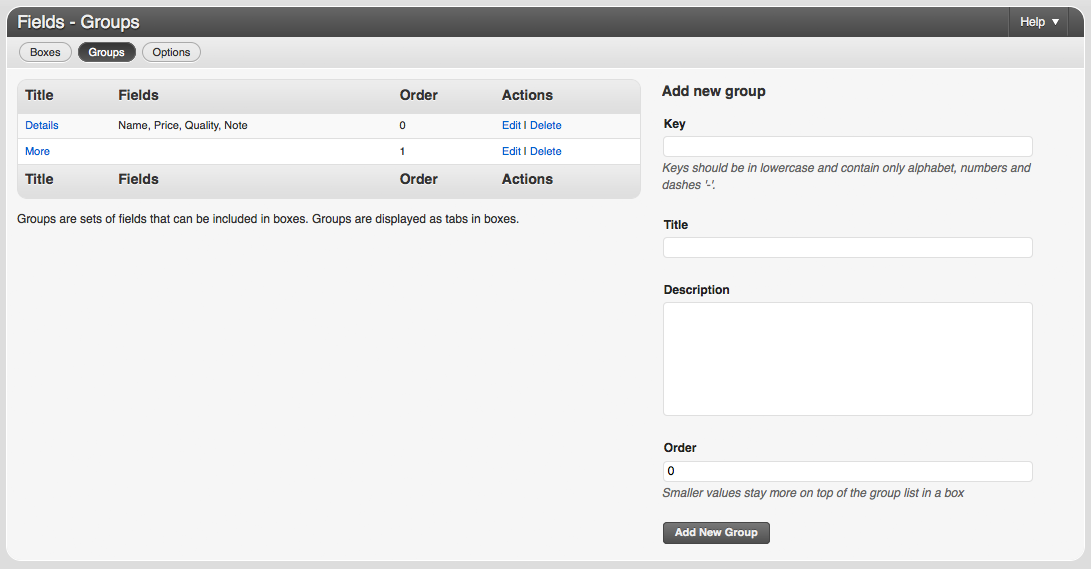 Fields - Groups
Help ▼
Boxes Groups Options
Title Fields Order Actions
Details Name, Price, Quality, Note 0 Edit | Delete
More 1 Edit | Delete
Title Fields Order Actions
Groups are sets of fields that can be included in boxes. Groups are displayed as tabs in boxes.
Add new group
Key
Keys should be in lowercase and contain only alphabet, numbers and
dashes '-'.
Title
Description
Order
0
Smaller values stay more on top of the group list in a box
Add New Group